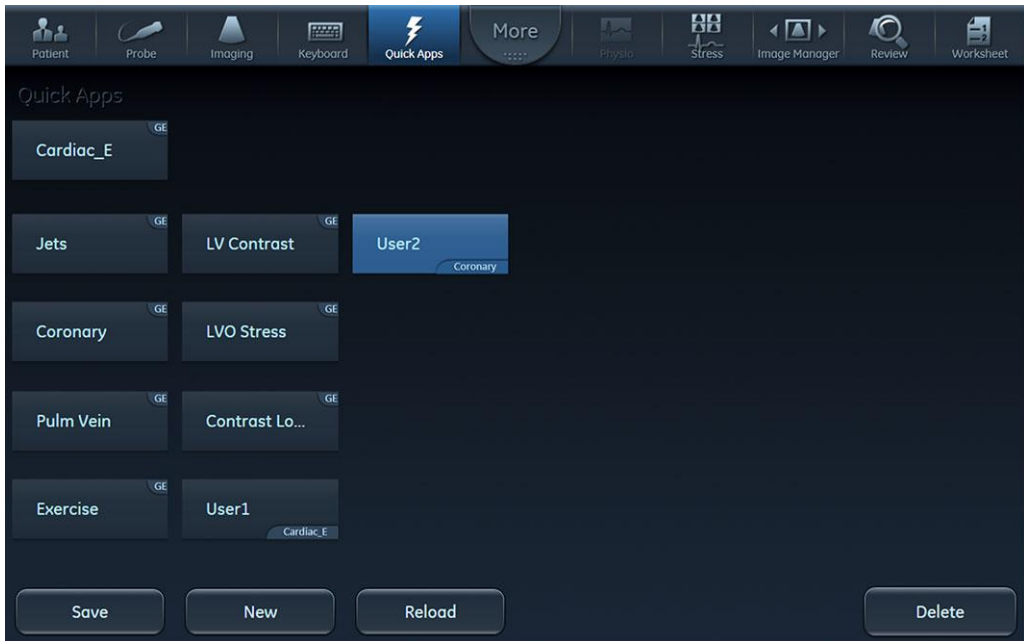 Patient
Probe
Imaging
Keyboard
Quick Apps
More
Physio
Stress
Image Manager
Review
1
2
Worksheet
Quick Apps
GE
Cardiac_E
GE
Jets
GE
LV Contrast
User2
Coronary
GE
Coronary
GE
LVO Stress
GE
Pulm Vein
GE
Contrast Lo...
GE
Exercise
User1
Cardiac_E
Save
New
Reload
Delete